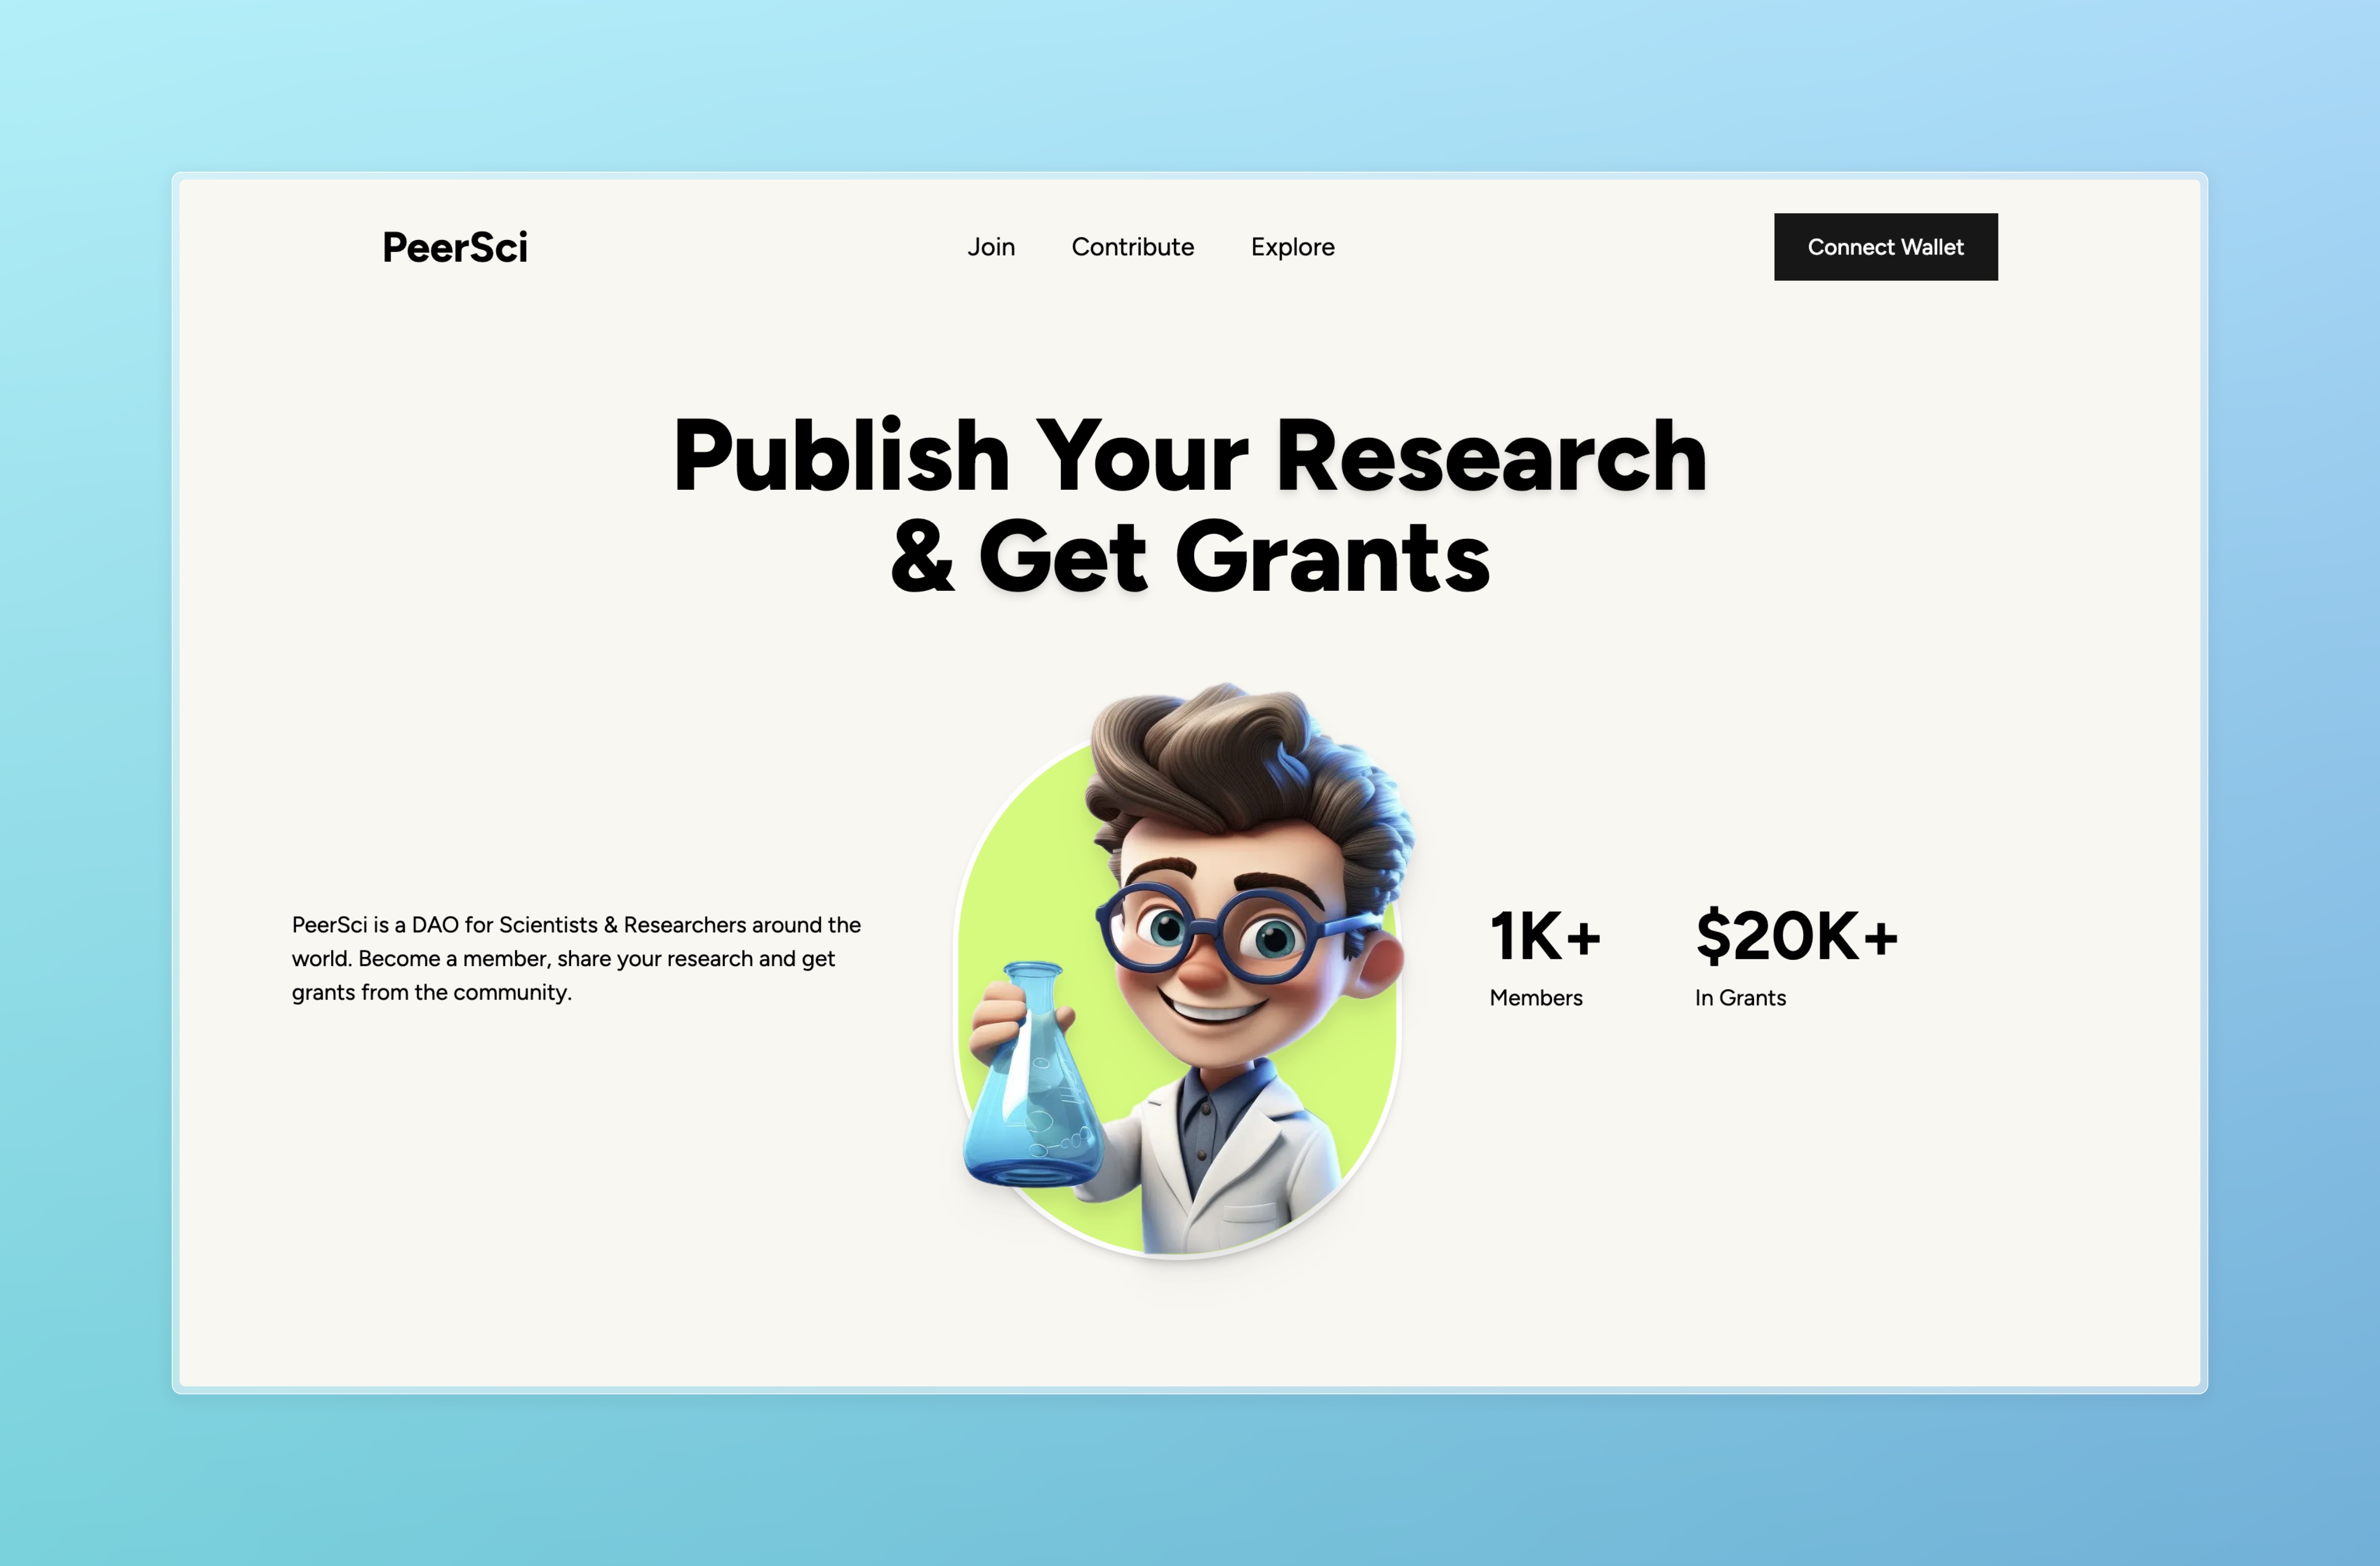 PeerSci
Join
Contribute
Explore
Connect Wallet
Publish Your Research
& Get Grants
PeerSci is a DAO for Scientists & Researchers around the
world. Become a member, share your research and get
grants from the community.
1K+
Members
$20K+
In Grants